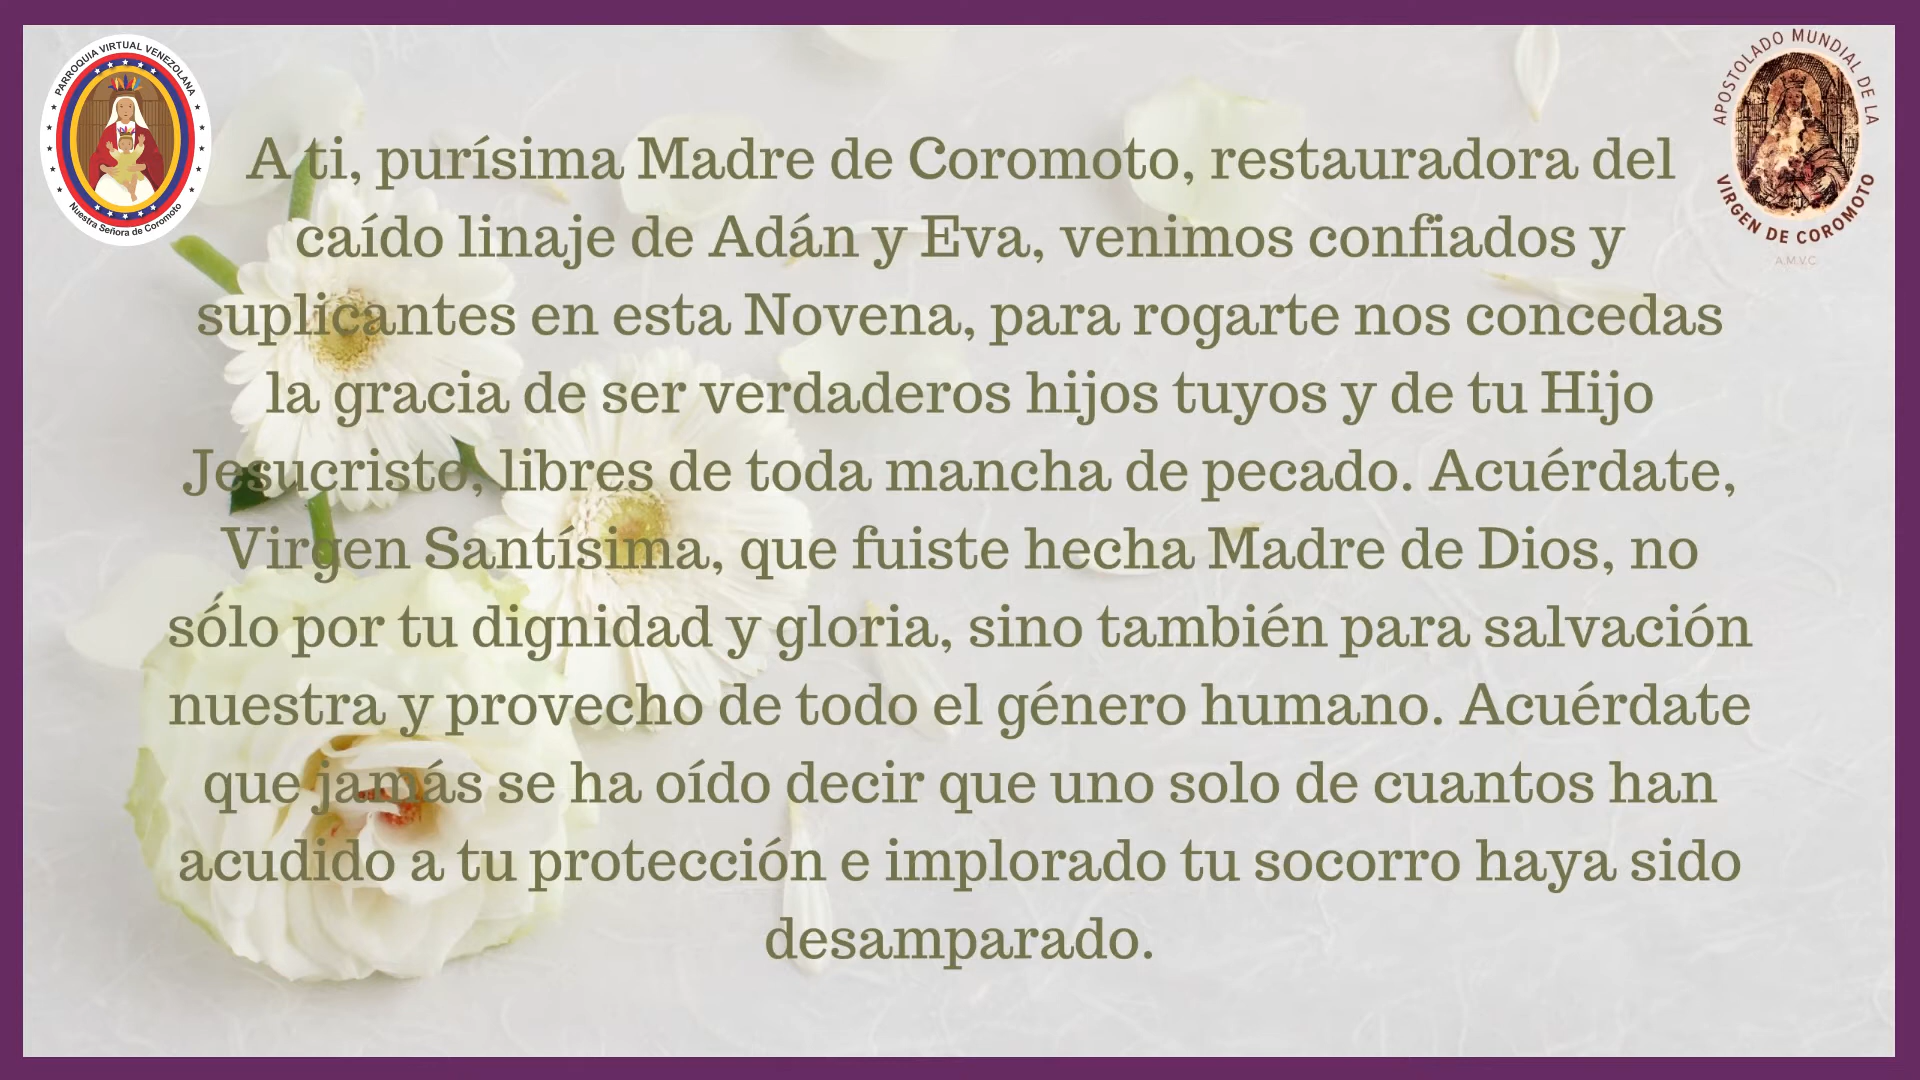 PARROQUIA VIRTUAL VENEZOLANA
Nuestra Señora de Coromoto
APOSTOLADO MUNDIAL DE LA
VIRGEN DE COROMOTO
A.M.V.C
A ti, purísima Madre de Coromoto, restauradora del
caído linaje de Adán y Eva, venimos confiados y
suplicantes en esta Novena, para rogarte nos concedas
la gracia de ser verdaderos hijos tuyos y de tu Hijo
Jesucristo, libres de toda mancha de pecado. Acuérdate,
Virgen Santísima, que fuiste hecha Madre de Dios, no
sólo por tu dignidad y gloria, sino también para salvación
nuestra y provecho de todo el género humano. Acuérdate
que jamás se ha oído decir que uno solo de cuantos han
acudido a tu protección e implorado tu socorro haya sido
desamparado.